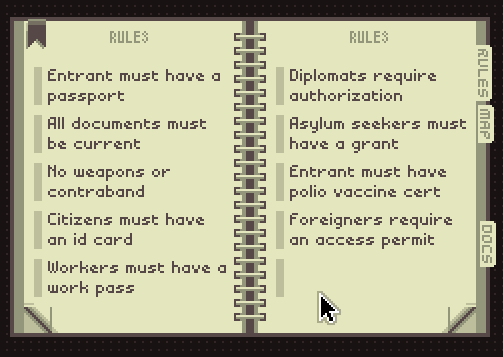 RULES
Entrant must have a
passport
All documents must
be current
No weapons or
contraband
Citizens must have
an id card
Workers must have a
work pass
RULES
Diplomats require
authorization
Asylum seekers must
have a grant
Entrant must have
polio vaccine cert
Foreigners require
an access permit
RULES
MAP
DOCS